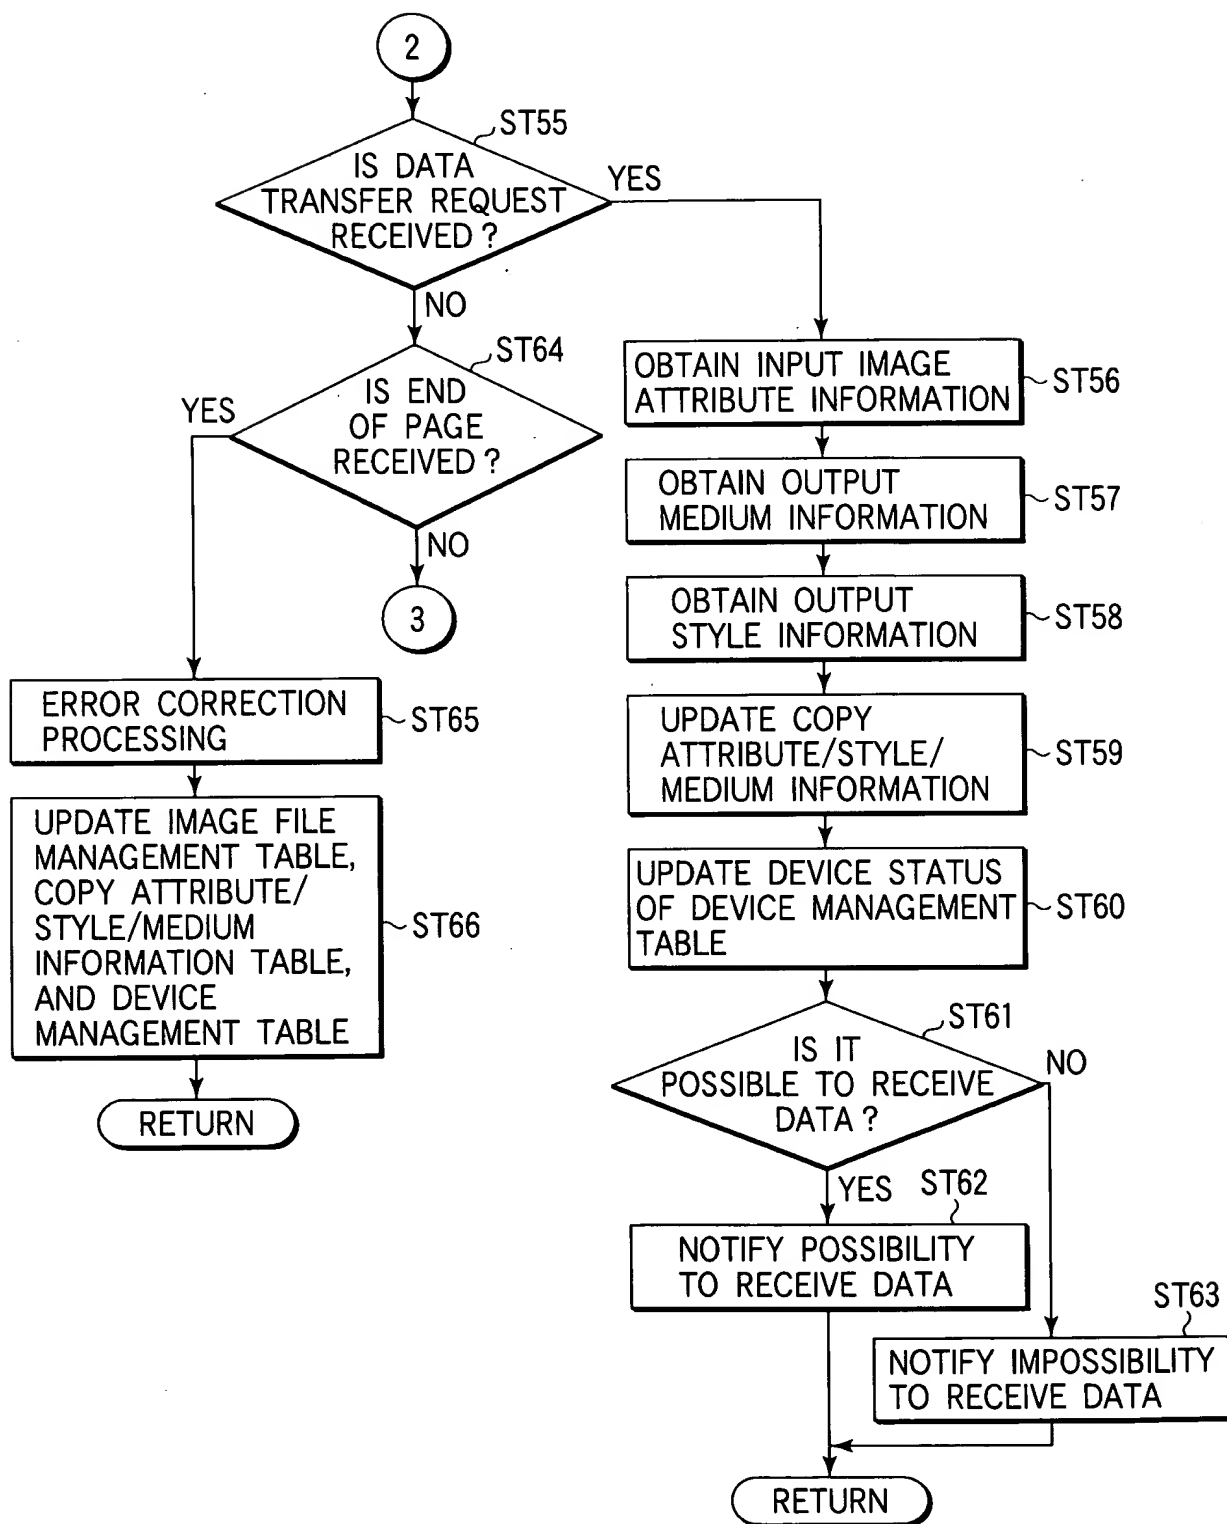 2
ST55
IS DATA
TRANSFER REQUEST
RECEIVED?
YES
NO
ST64
IS END
OF PAGE
RECEIVED?
YES
NO
3
ERROR CORRECTION
PROCESSING
ST65
UPDATE IMAGE FILE
MANAGEMENT TABLE,
COPY ATTRIBUTE/
STYLE/MEDIUM
INFORMATION TABLE,
AND DEVICE
MANAGEMENT TABLE
ST66
RETURN
OBTAIN INPUT IMAGE
ATTRIBUTE INFORMATION
ST56
OBTAIN OUTPUT
MEDIUM INFORMATION
ST57
OBTAIN OUTPUT
STYLE INFORMATION
ST58
UPDATE COPY
ATTRIBUTE/STYLE/
MEDIUM INFORMATION
ST59
UPDATE DEVICE STATUS
OF DEVICE MANAGEMENT
TABLE
ST60
ST61
IS IT
POSSIBLE TO RECEIVE
DATA?
NO
YES
ST62
NOTIFY POSSIBILITY
TO RECEIVE DATA
ST63
NOTIFY IMPOSSIBILITY
TO RECEIVE DATA
RETURN